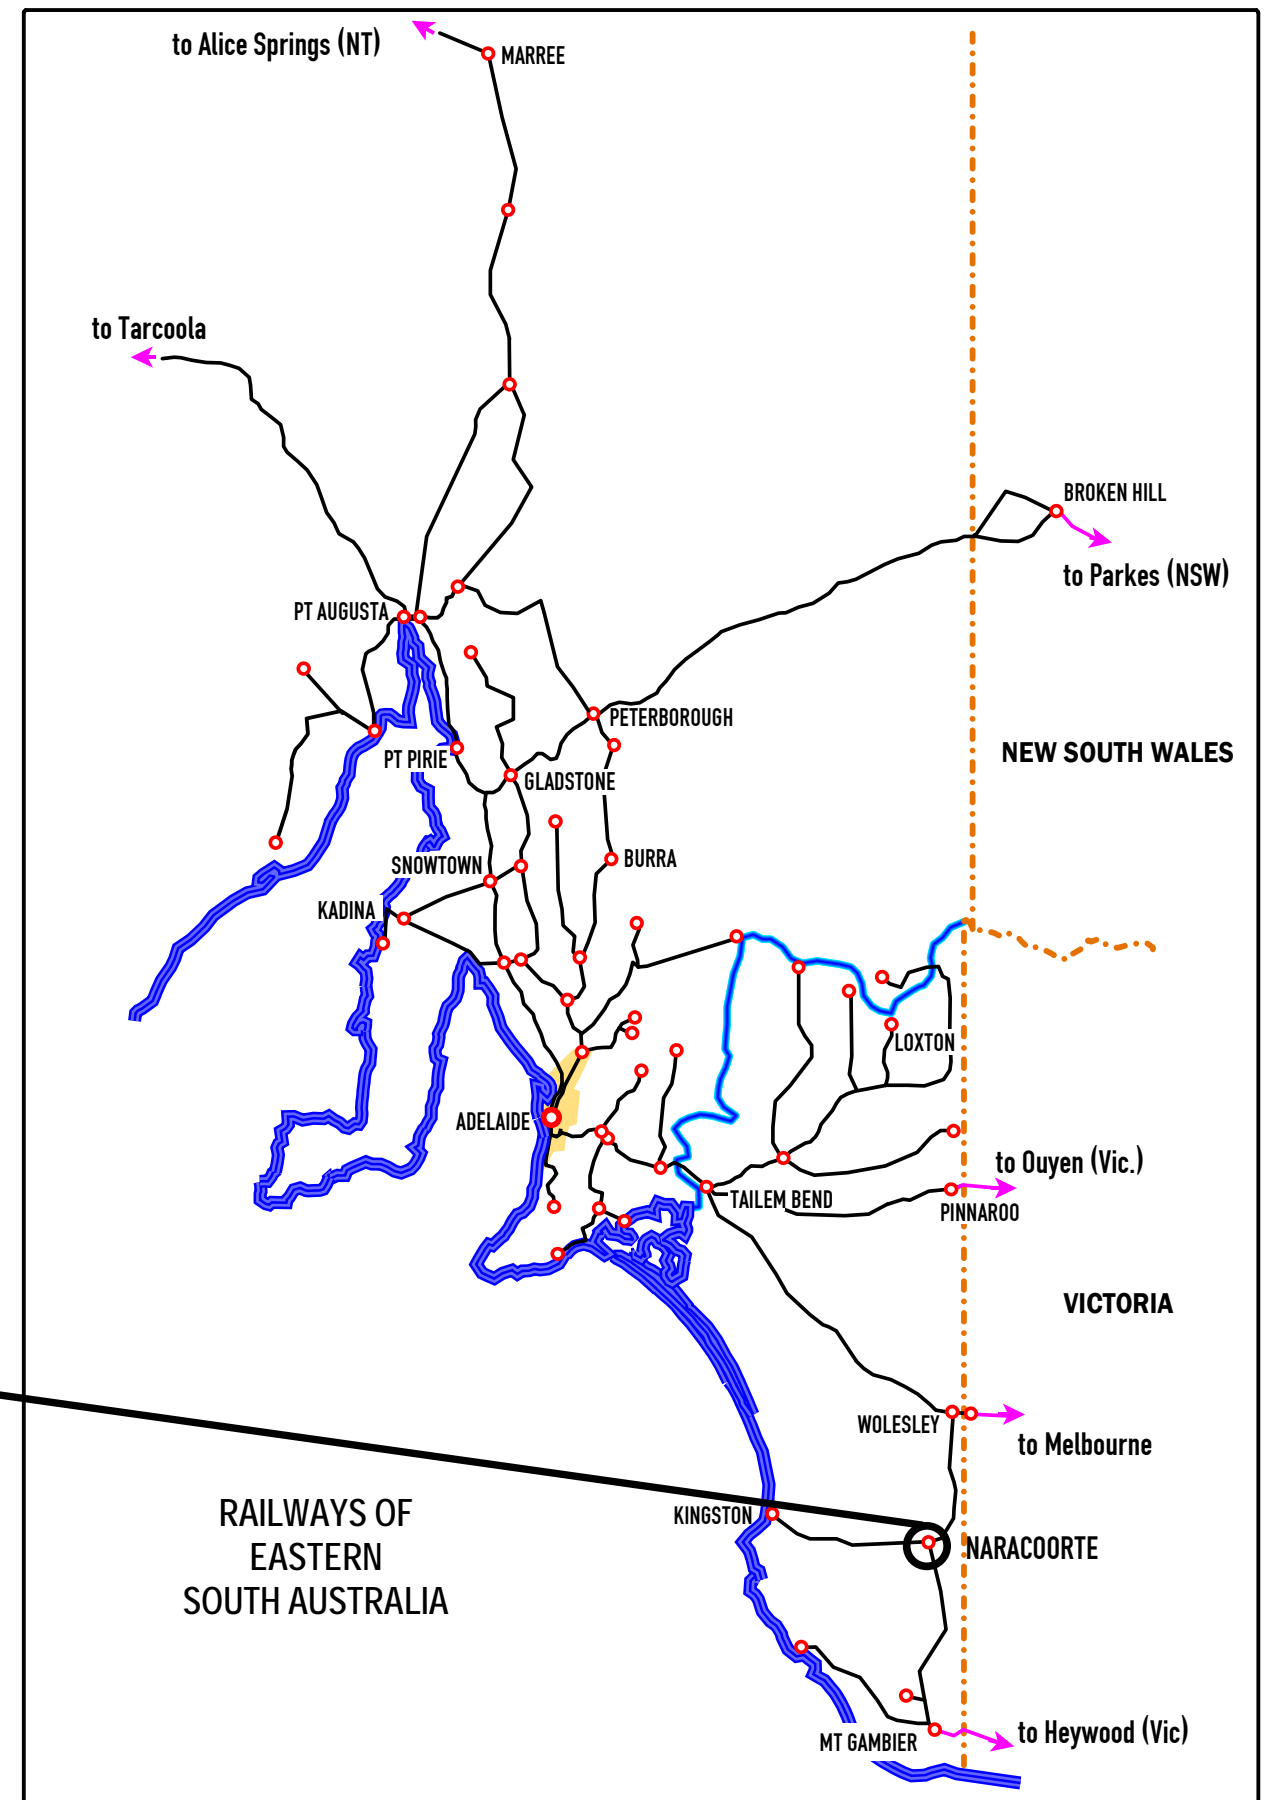 to Alice Springs (NT)
MARREE
to Tarcoola
BROKEN HILL
to Parkes (NSW)
PT AUGUSTA
PETERBOROUGH
NEW SOUTH WALES
PT PIRIE
GLADSTONE
SNOWTOWN
BURRA
KADINA
LOXTON
ADELAIDE
to Ouyen (Vic.)
TAILEM BEND
PINNAROO
VICTORIA
WOLESLEY
to Melbourne
KINGSTON
NARACOORTE
RAILWAYS OF
EASTERN
SOUTH AUSTRALIA
to Heywood (Vic)
MT GAMBIER